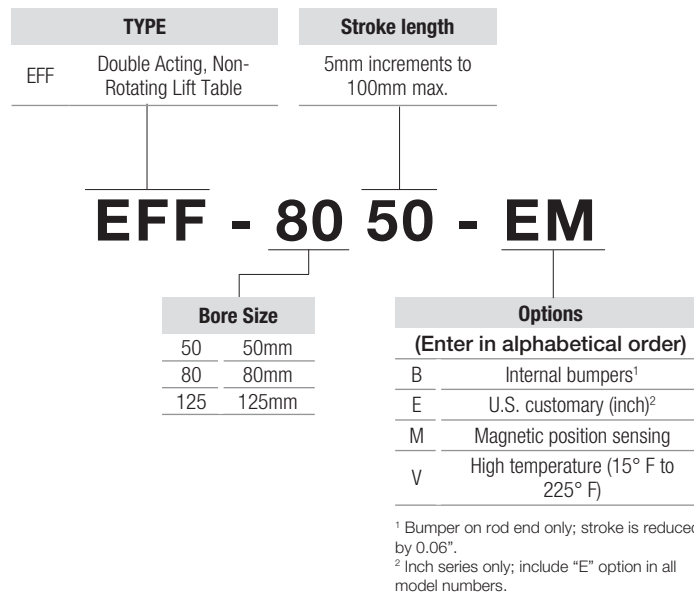 TYPE
EFF Double Acting, Non-
Rotating Lift Table
Stroke length
5mm increments to
100mm max.
EFF - 80 50 - EM
Bore Size
50 50mm
80 80mm
125 125mm
Options
(Enter in alphabetical order)
B Internal bumpers¹
E U.S. customary (inch)²
M Magnetic position sensing
V High temperature (15° F to
225° F)
¹ Bumper on rod end only; stroke is reduced
by 0.06”.
² Inch series only; include “E” option in all
model numbers.